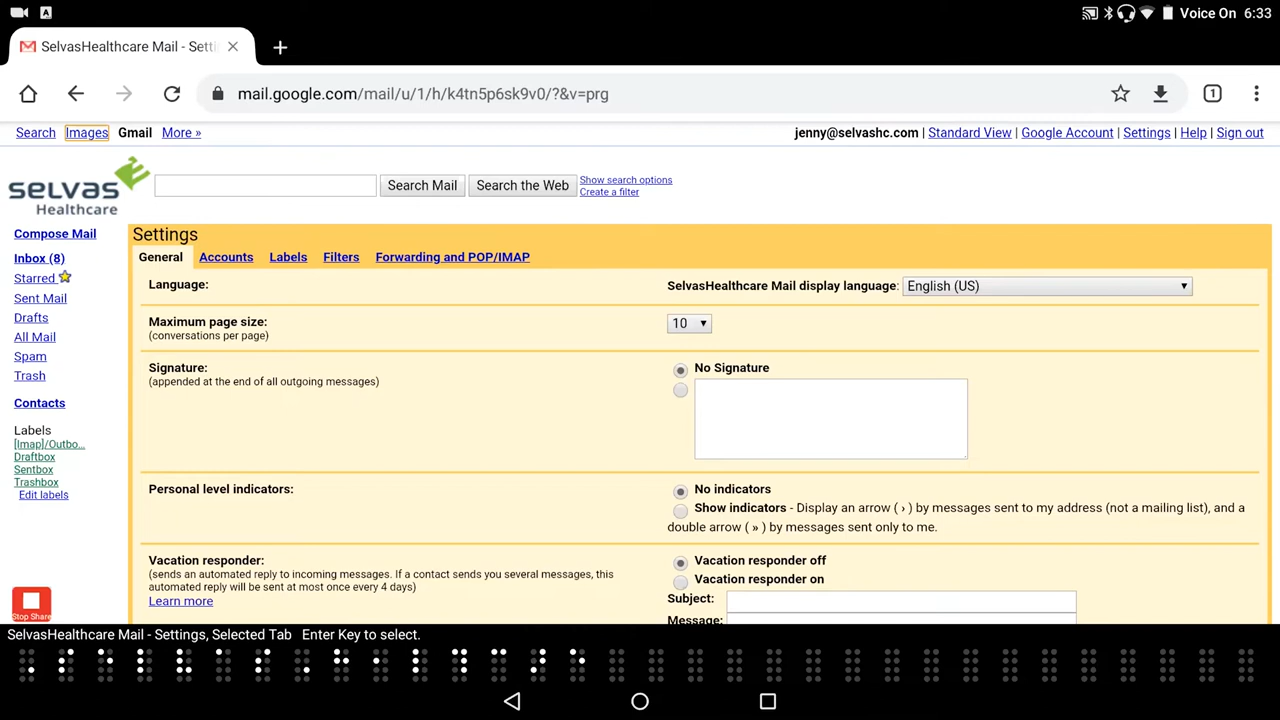 A Voice On 6:33
SelvasHealthcare Mail - Setti
mail.google.com/mail/u/1/h/k4tn5p6sk9v0/?&v=prg 1
Search Images Gmail More » jenny@selvashc.com | Standard View | Google Account | Settings | Help | Sign out
selvas
Healthcare
Search Mail Search the Web Show search options
Create a filter
Compose Mail
Inbox (8)
Starred
Sent Mail
Drafts
All Mail
Spam
Trash
Contacts
Labels
[Imap]/Outbo...
Draftbox
Sentbox
Trashbox
Edit labels
Settings
General Accounts Labels Filters Forwarding and POP/IMAP
Language: SelvasHealthcare Mail display language: English (US)
Maximum page size: 10
(conversations per page)
Signature: No Signature
(appended at the end of all outgoing messages)
Personal level indicators: No indicators
Show indicators - Display an arrow ( › ) by messages sent to my address (not a mailing list), and a
double arrow ( » ) by messages sent only to me.
Vacation responder: Vacation responder off
(sends an automated reply to incoming messages. If a contact sends you several messages, this
automated reply will be sent at most once every 4 days) Vacation responder on
Learn more Subject:
Message:
Stop Share
SelvasHealthcare Mail - Settings, Selected Tab Enter Key to select.